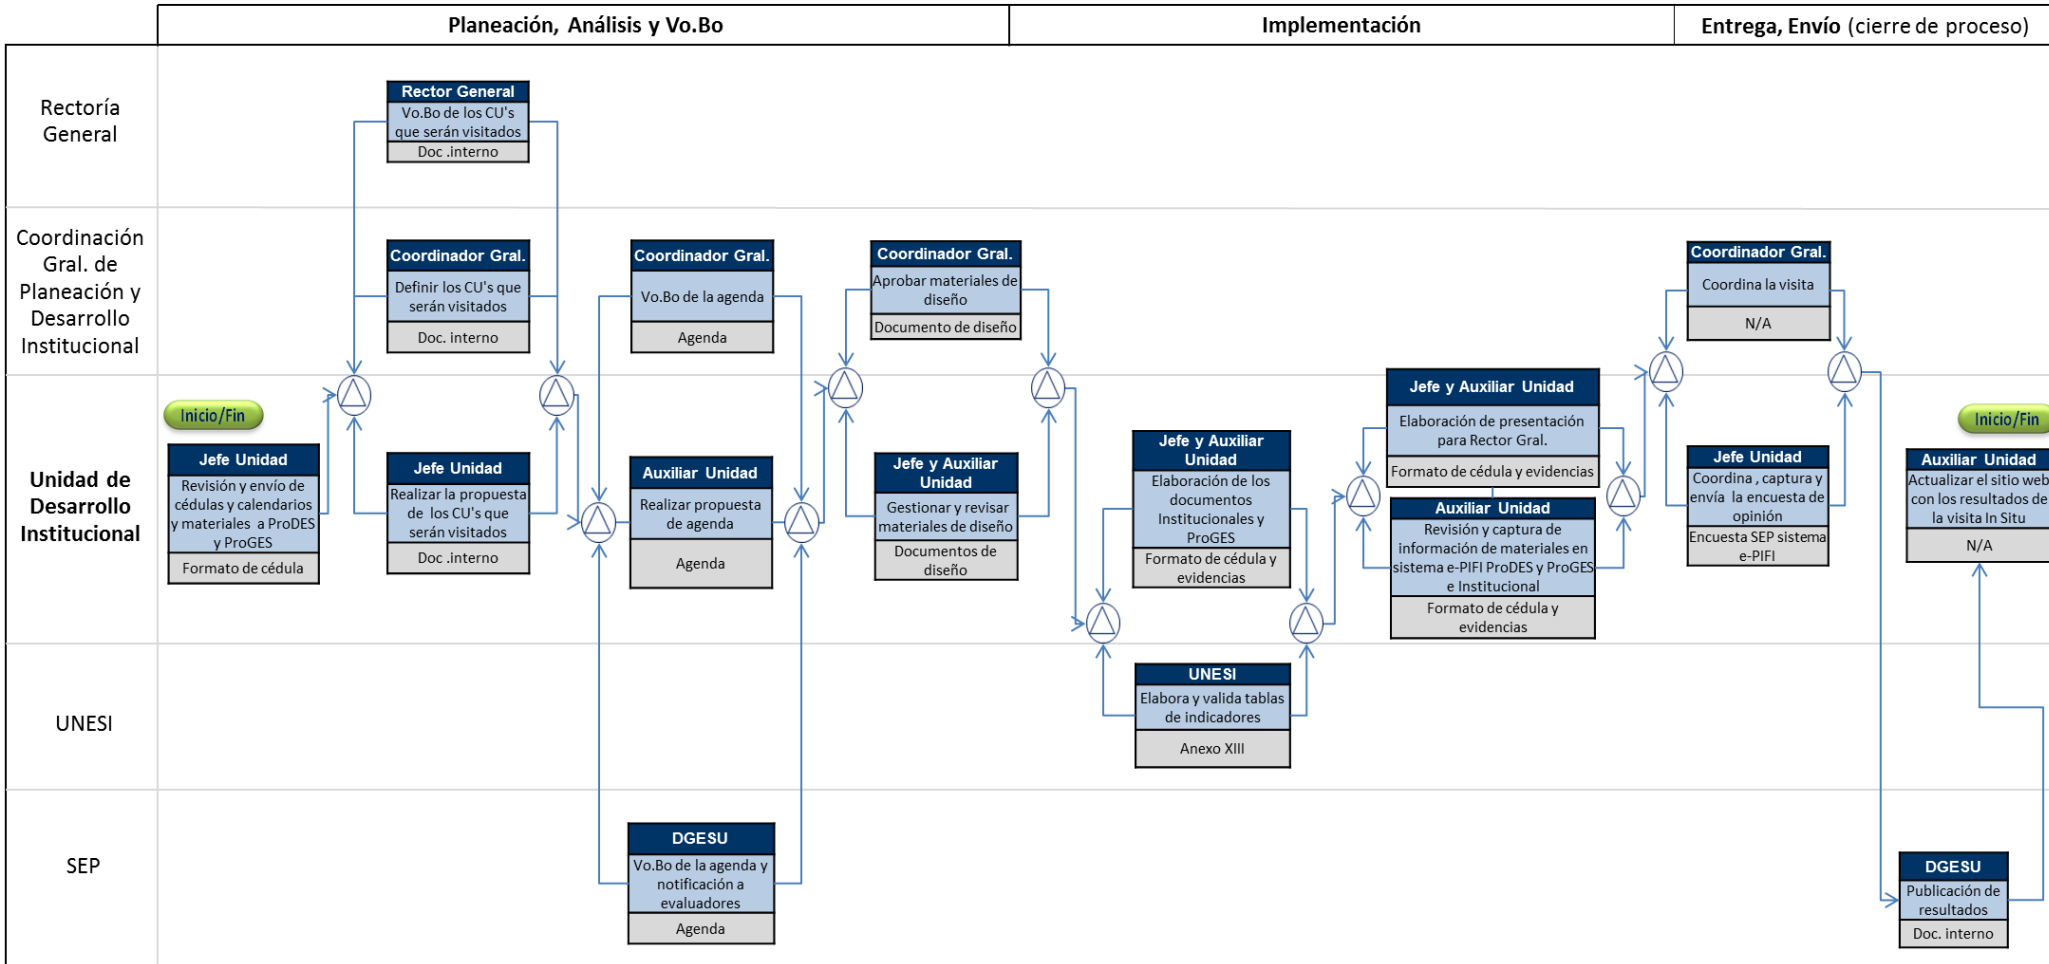 Planeación, Análisis y Vo.Bo
Implementación
Entrega, Envío (cierre de proceso)
Rectoría
General
Rector General
Vo.Bo de los CU's
que serán visitados
Doc .interno
Coordinación
Gral. de
Planeación y
Desarrollo
Institucional
Coordinador Gral.
Definir los CU's que
serán visitados
Doc. interno
Coordinador Gral.
Vo.Bo de la agenda
Agenda
Coordinador Gral.
Aprobar materiales de
diseño
Documento de diseño
Coordinador Gral.
Coordina la visita
N/A
Unidad de
Desarrollo
Institucional
Inicio/Fin
Jefe Unidad
Revisión y envío de
cédulas y calendarios
y materiales a ProDES
y ProGES
Formato de cédula
Jefe Unidad
Realizar la propuesta
de los CU's que
serán visitados
Doc .interno
Auxiliar Unidad
Realizar propuesta
de agenda
Agenda
Jefe y Auxiliar
Unidad
Gestionar y revisar
materiales de diseño
Documentos de
diseño
Jefe y Auxiliar
Unidad
Elaboración de los
documentos
Institucionales y
ProGES
Formato de cédula y
evidencias
Jefe y Auxiliar Unidad
Elaboración de presentación
para Rector Gral.
Formato de cédula y evidencias
Auxiliar Unidad
Revisión y captura de
información de materiales en
sistema e-PIFI ProDES y ProGES
e Institucional
Formato de cédula y
evidencias
Jefe Unidad
Coordina , captura y
envía la encuesta de
opinión
Encuesta SEP sistema
e-PIFI
Inicio/Fin
Auxiliar Unidad
Actualizar el sitio web
con los resultados de
la visita In Situ
N/A
UNESI
UNESI
Elabora y valida tablas
de indicadores
Anexo XIII
SEP
DGESU
Vo.Bo de la agenda y
notificación a
evaluadores
Agenda
DGESU
Publicación de
resultados
Doc. interno